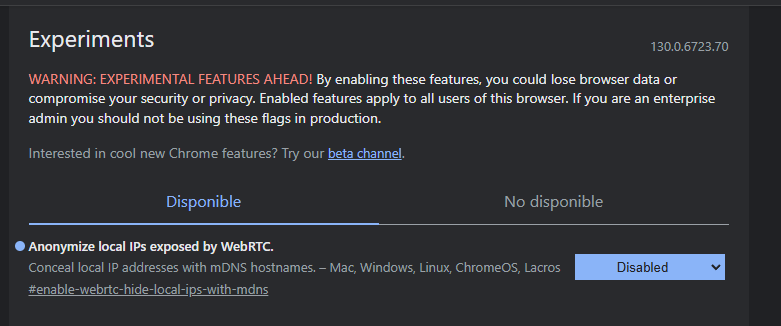 Experiments
130.0.6723.70
WARNING: EXPERIMENTAL FEATURES AHEAD! By enabling these features, you could lose browser data or
compromise your security or privacy. Enabled features apply to all users of this browser. If you are an enterprise
admin you should not be using these flags in production.
Interested in cool new Chrome features? Try our beta channel.
Disponible
No disponible
Anonymize local IPs exposed by WebRTC.
Conceal local IP addresses with mDNS hostnames. – Mac, Windows, Linux, ChromeOS, Lacros
Disabled
#enable-webrtc-hide-local-ips-with-mdns